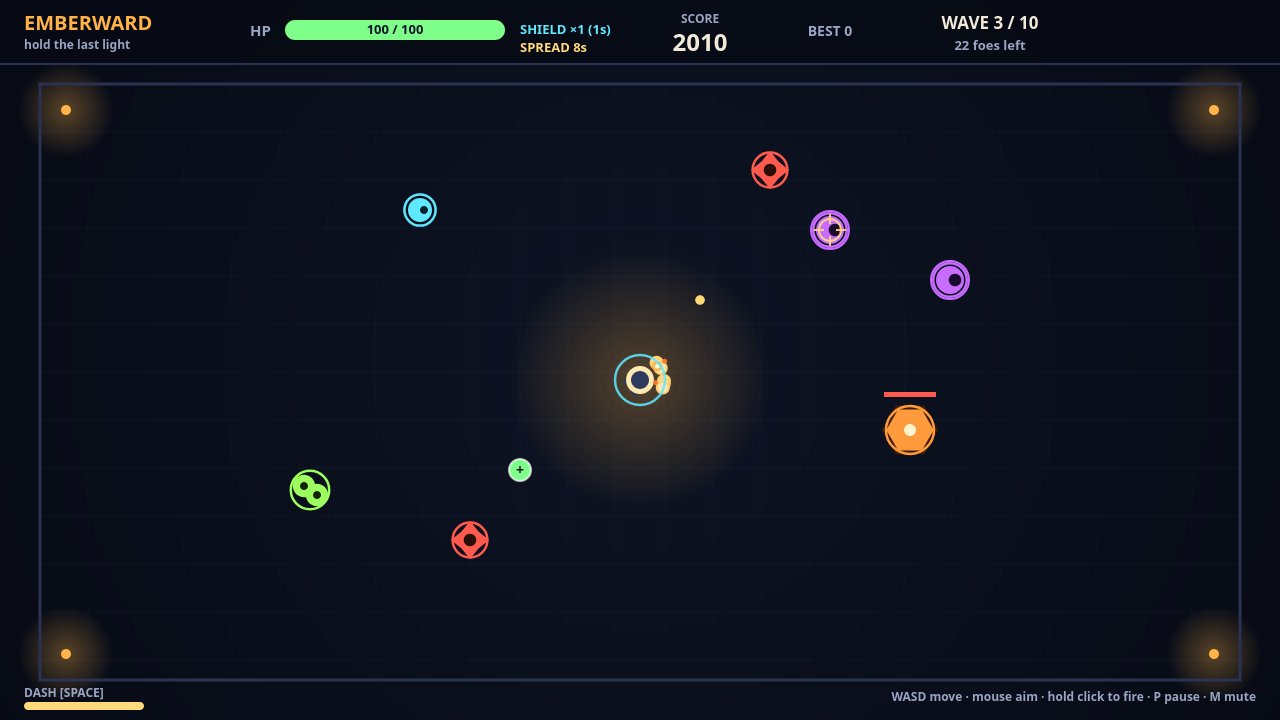 EMBERWARD
hold the last light
HP
100 / 100
SHIELD ×1 (1s)
SPREAD 8s
SCORE
2010
BEST 0
WAVE 3 / 10
22 foes left
+
DASH [SPACE]
WASD move · mouse aim · hold click to fire · P pause · M mute